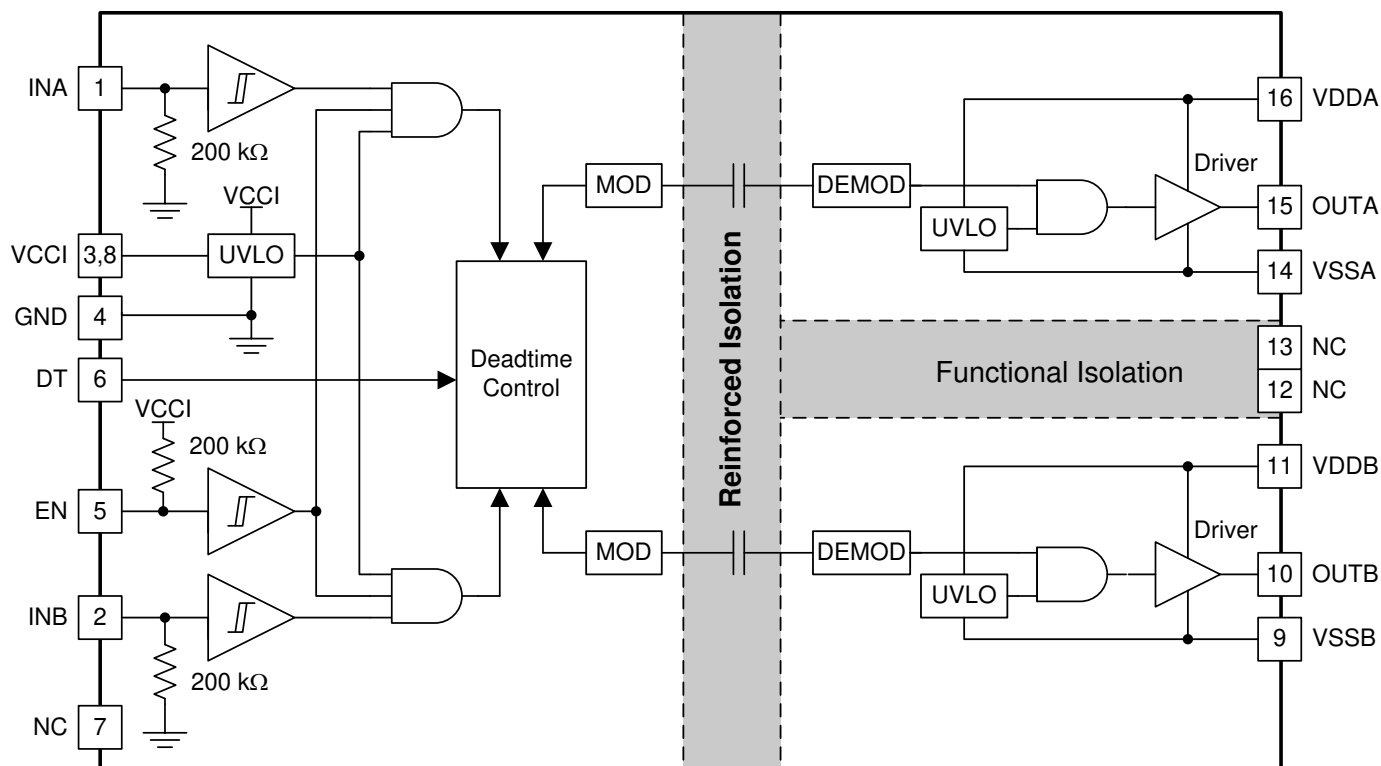 INA
1
200 kΩ
VCCI
VCCI
3,8
UVLO
GND
4
DT
6
VCCI
200 kΩ
EN
5
INB
2
200 kΩ
NC
7
Deadtime
Control
MOD
MOD
Reinforced Isolation
Functional Isolation
DEMOD
UVLO
Driver
16
VDDA
15
OUTA
14
VSSA
13
NC
12
NC
DEMOD
UVLO
Driver
11
VDDB
10
OUTB
9
VSSB